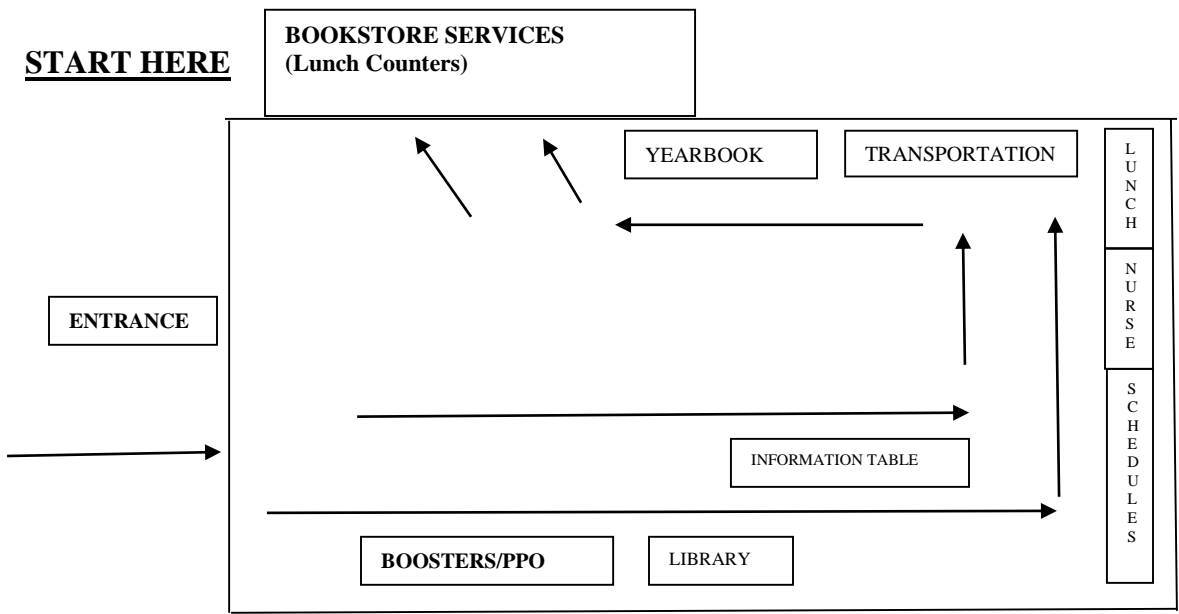 START HERE
BOOKSTORE SERVICES
(Lunch Counters)
YEARBOOK
TRANSPORTATION
LUNCH
NURSE
SCHEDULES
ENTRANCE
INFORMATION TABLE
BOOSTERS/PPO
LIBRARY